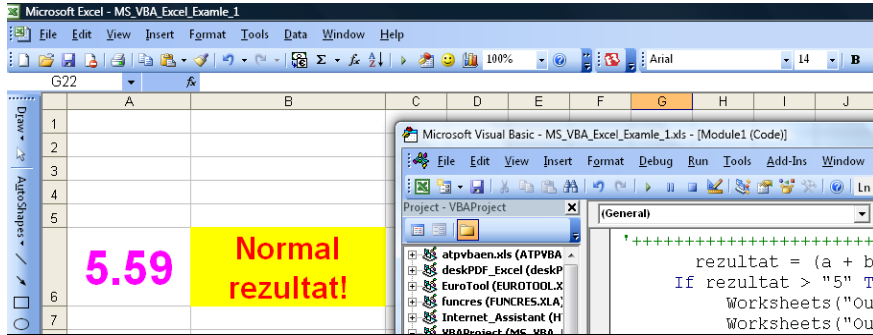 Microsoft Excel - MS_VBA_Excel_Examle_1
File Edit View Insert Format Tools Data Window Help
100% Arial 14 B
G22 fx
A B C D E F G H I J
Draw
AutoShapes
1
2
3
4
5
6
7
5.59
Normal
rezultat!
Microsoft Visual Basic - MS_VBA_Excel_Examle_1.xls - [Module1 (Code)]
File Edit View Insert Format Debug Run Tools Add-Ins Window
Ln
Project - VBAProject
(General)
atpvbaen.xls (ATPVBA
deskPDF_Excel (deskP
EuroTool (EUROTOOL.X
funcres (FUNCRES.XLA)
Internet_Assistant (H
VBAProject (MS_VBA_
'++++++++++++++++++++++++
rezultat = (a + b
If rezultat > "5" T
Worksheets("Ou
Worksheets("Ou